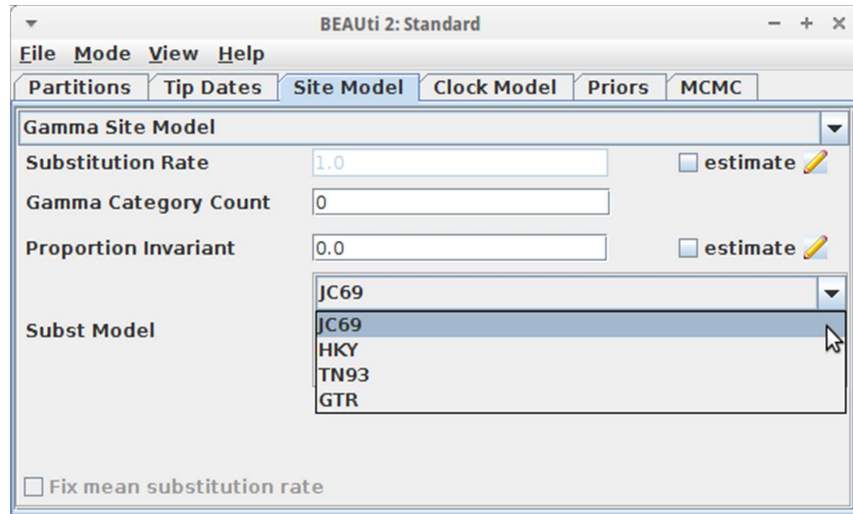 BEAUti 2: Standard
File Mode View Help
Partitions Tip Dates Site Model Clock Model Priors MCMC
Gamma Site Model
Substitution Rate 1.0 estimate
Gamma Category Count 0
Proportion Invariant 0.0 estimate
JC69
Subst Model
JC69
HKY
TN93
GTR
Fix mean substitution rate